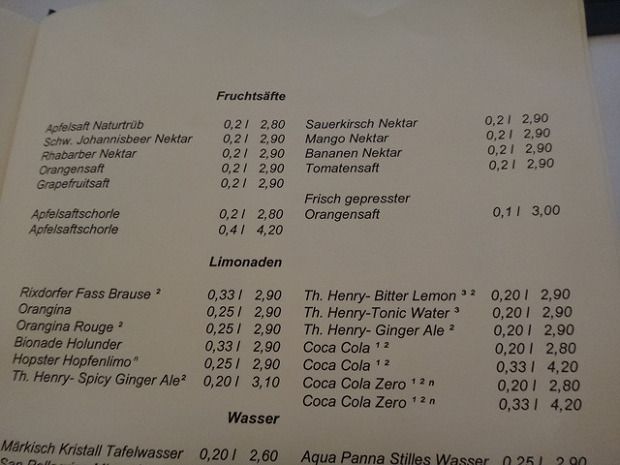 Fruchtsäfte
Apfelsaft Naturtrüb 0,2 l 2,80
Schw. Johannisbeer Nektar 0,2 l 2,90
Rhabarber Nektar 0,2 l 2,90
Orangensaft 0,2 l 2,90
Grapefruitsaft 0,2 l 2,90
Apfelsaftschorle 0,2 l 2,80
Apfelsaftschorle 0,4 l 4,20
Sauerkirsch Nektar 0,2 l 2,90
Mango Nektar 0,2 l 2,90
Bananen Nektar 0,2 l 2,90
Tomatensaft 0,2 l 2,90
Frisch gepresster
Orangensaft 0,1 l 3,00
Limonaden
Rixdorfer Fass Brause ² 0,33 l 2,90
Orangina 0,25 l 2,90
Orangina Rouge ² 0,25 l 2,90
Bionade Holunder 0,33 l 2,90
Hopster Hopfenlimo ⁿ 0,25 l 2,90
Th. Henry- Spicy Ginger Ale² 0,20 l 3,10
Th. Henry- Bitter Lemon ³ ² 0,20 l 2,90
Th. Henry-Tonic Water ³ 0,20 l 2,90
Th. Henry- Ginger Ale ² 0,20 l 2,90
Coca Cola ¹ ² 0,20 l 2,80
Coca Cola ¹ ² 0,33 l 4,20
Coca Cola Zero ¹ ² ⁿ 0,20 l 2,80
Coca Cola Zero ¹ ² ⁿ 0,33 l 4,20
Wasser
Märkisch Kristall Tafelwasser 0,20 l 2,60
Aqua Panna Stilles Wasser 0,25 l 2,90